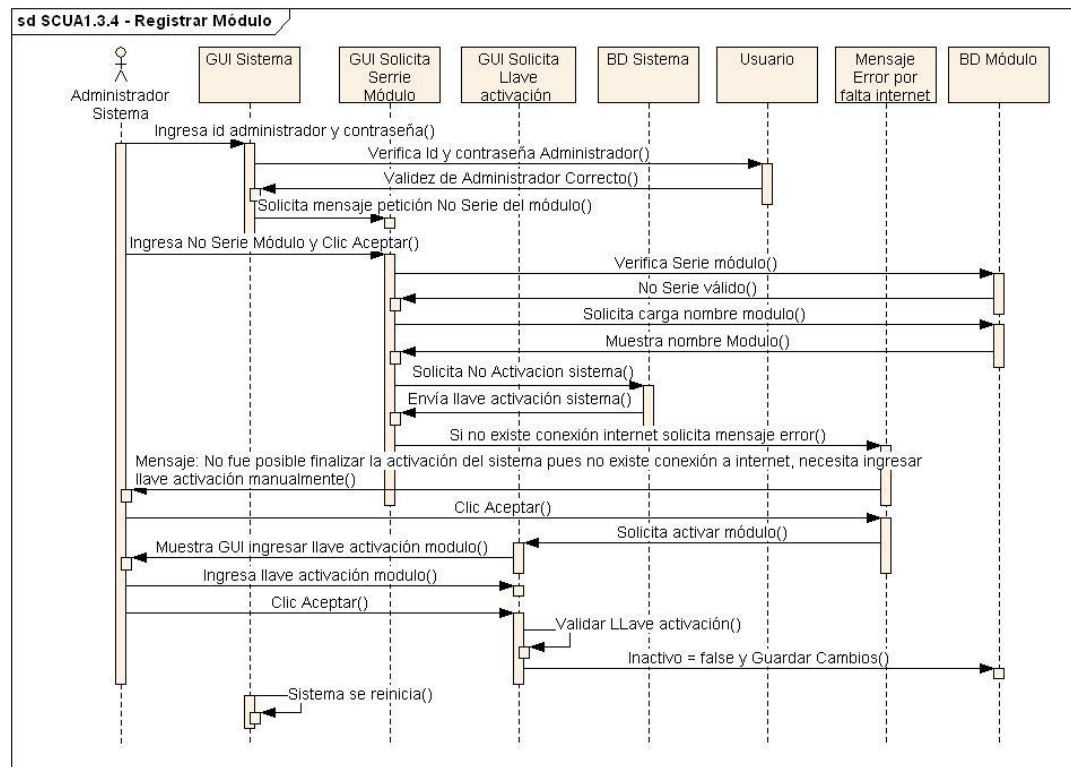 sd SCUA1.3.4 - Registrar Módulo
Administrador
Sistema
GUI Sistema
GUI Solicita
Serrie
Módulo
GUI Solicita
Llave
activación
BD Sistema
Usuario
Mensaje
Error por
falta internet
BD Módulo
Ingresa id administrador y contraseña()
Verifica Id y contraseña Administrador()
Validez de Administrador Correcto()
Solicita mensaje petición No Serie del módulo()
Ingresa No Serie Módulo y Clic Aceptar()
Verifica Serie módulo()
No Serie válido()
Solicita carga nombre modulo()
Muestra nombre Modulo()
Solicita No Activacion sistema()
Envía llave activación sistema()
Si no existe conexión internet solicita mensaje error()
Mensaje: No fue posible finalizar la activación del sistema pues no existe conexión a internet, necesita ingresar
llave activación manualmente()
Clic Aceptar()
Solicita activar módulo()
Muestra GUI ingresar llave activación modulo()
Ingresa llave activación modulo()
Clic Aceptar()
Validar LLave activación()
Inactivo = false y Guardar Cambios()
Sistema se reinicia()